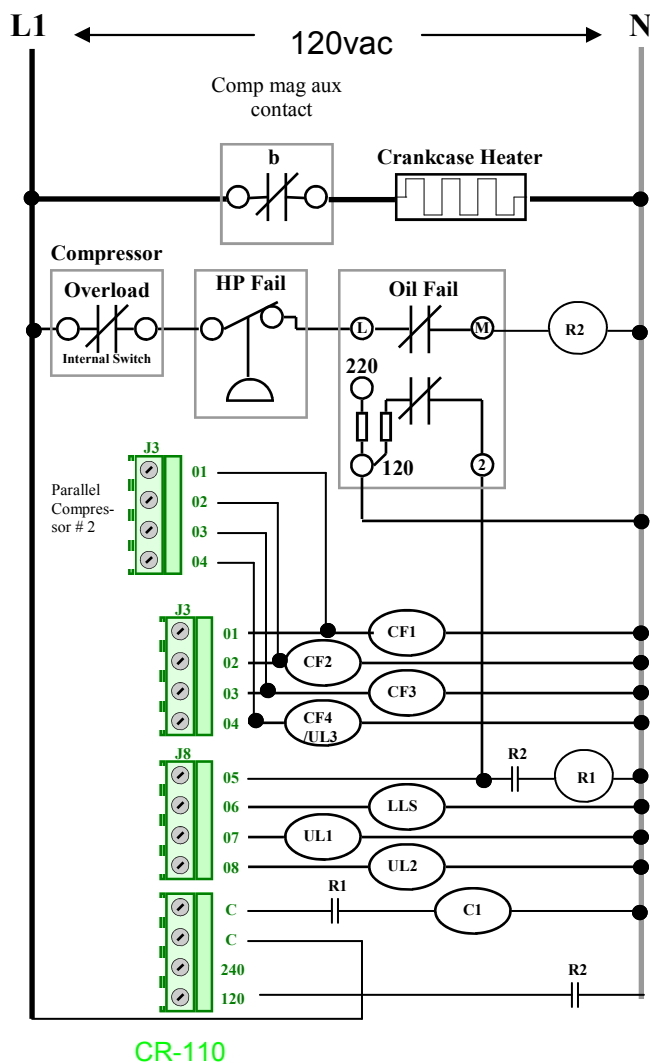 L1
120vac
N
Comp mag aux
contact
b
Crankcase Heater
Compressor
Overload
Internal Switch
HP Fail
Oil Fail
L
M
R2
220
120
2
J3
01
02
03
04
Parallel
Compres-
sor # 2
J3
01
02
03
04
CF1
CF2
CF3
CF4
/UL3
J8
05
06
07
08
R2
R1
LLS
UL1
UL2
C
C
240
120
R1
C1
R2
CR-110